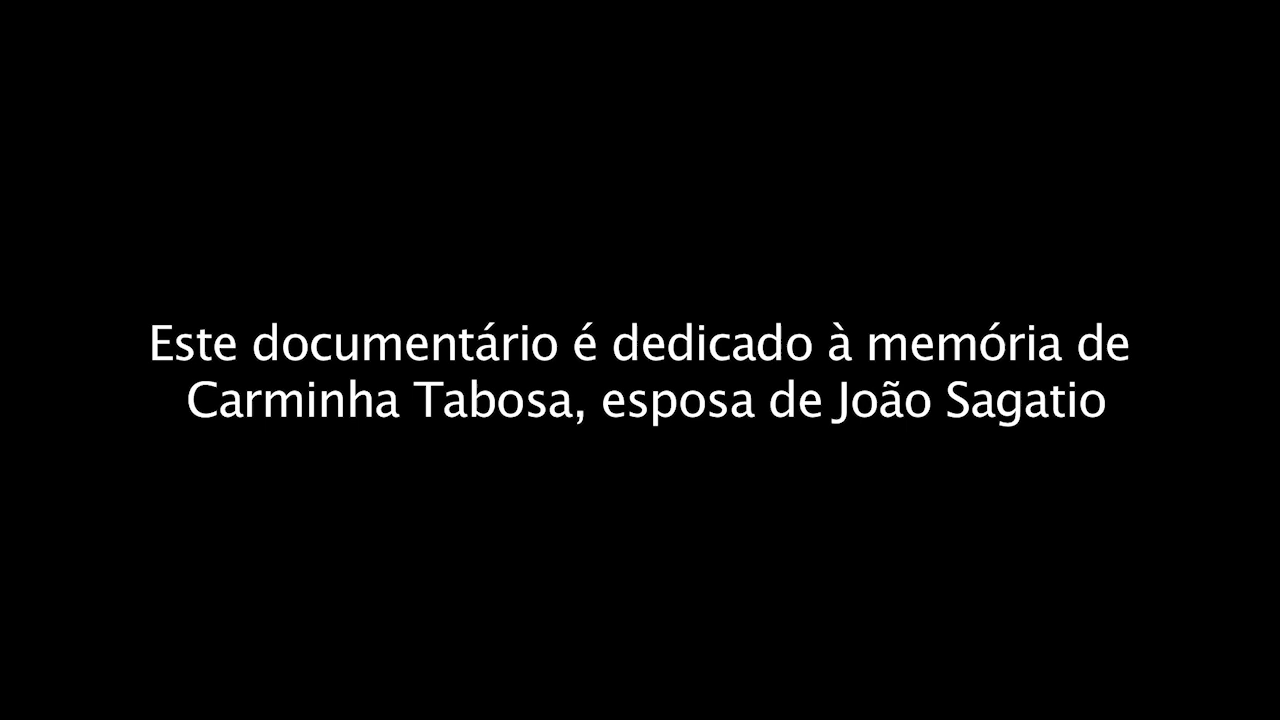 Este documentário é dedicado à memória de
Carminha Tabosa, esposa de João Sagatio